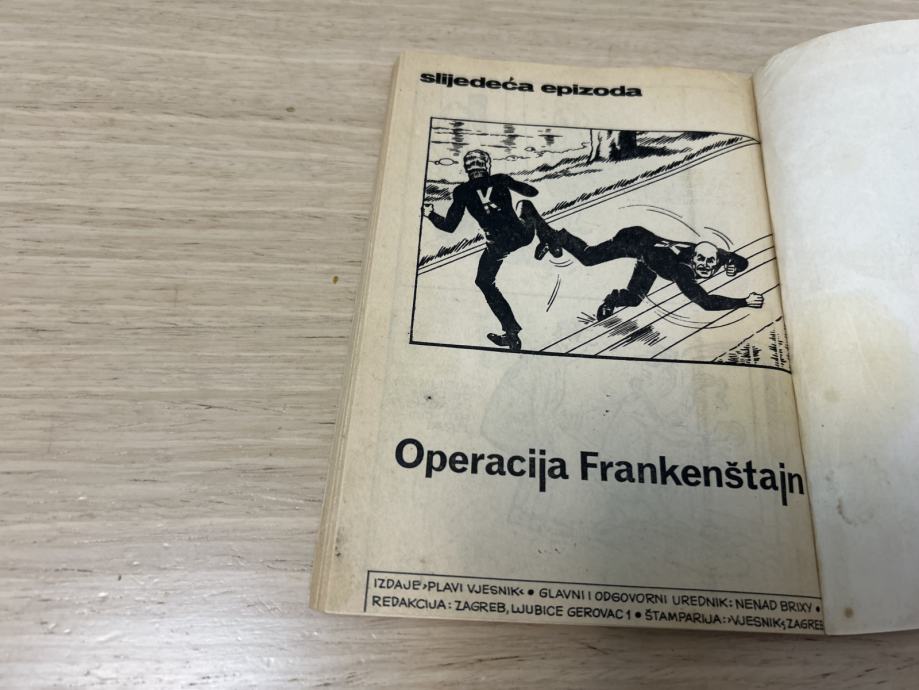 slijedeća epizoda
Operacija Frankenštajn
IZDAJE ›PLAVI VJESNIK‹ • GLAVNI I ODGOVORNI UREDNIK: NENAD BRIXY •
REDAKCIJA: ZAGREB, LJUBICE GEROVAC 1 • ŠTAMPARIJA: ›VJESNIK‹, ZAGREB